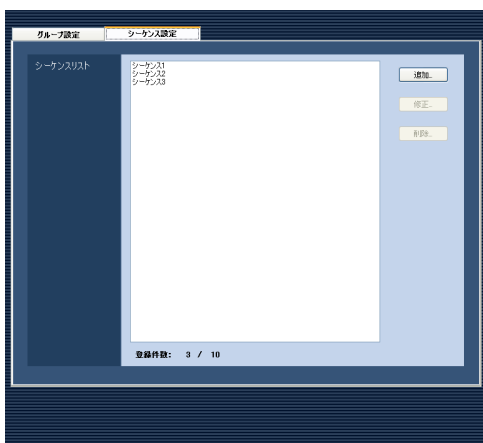 グループ設定 シーケンス設定
シーケンスリスト
シーケンス1
シーケンス2
シーケンス3
追加...
修正...
削除...
登録件数: 3 / 10